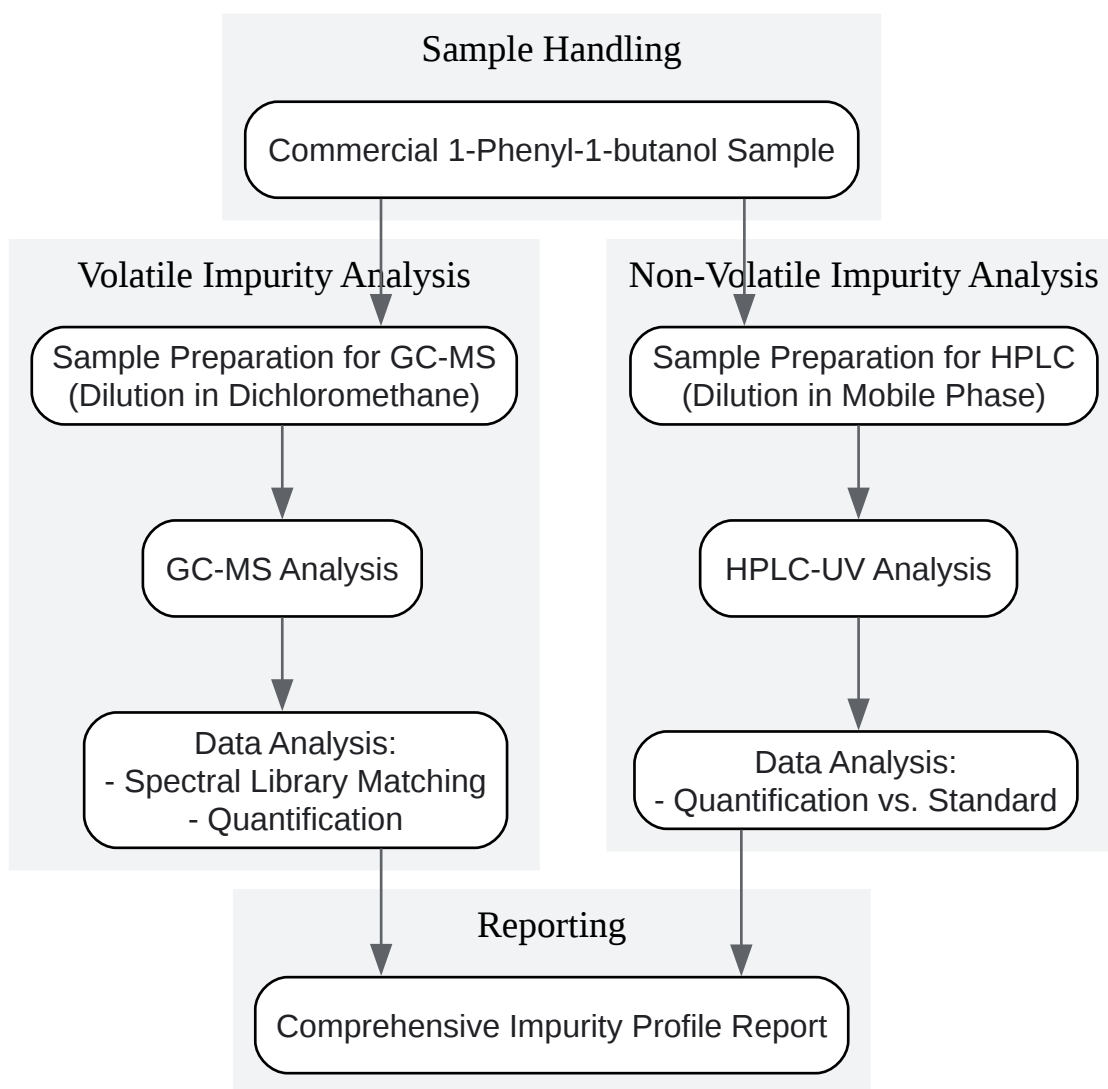 Sample Handling
Commercial 1-Phenyl-1-butanol Sample
Volatile Impurity Analysis
Sample Preparation for GC-MS
(Dilution in Dichloromethane)
GC-MS Analysis
Data Analysis:
- Spectral Library Matching
- Quantification
Non-Volatile Impurity Analysis
Sample Preparation for HPLC
(Dilution in Mobile Phase)
HPLC-UV Analysis
Data Analysis:
- Quantification vs. Standard
Reporting
Comprehensive Impurity Profile Report